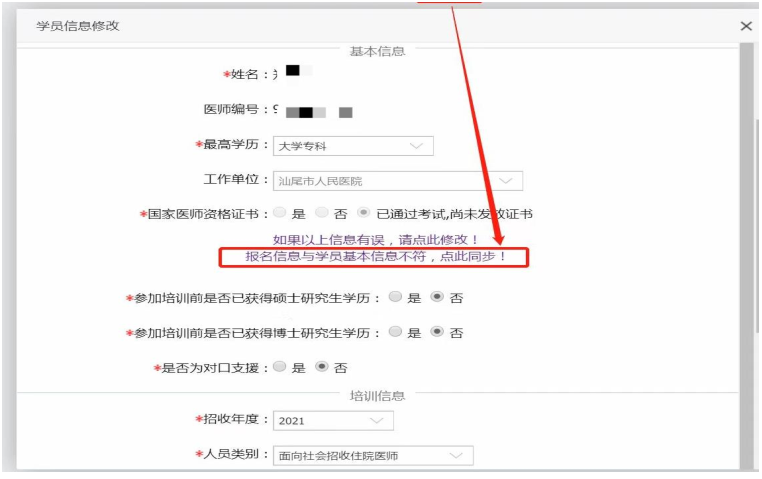 学员信息修改
基本信息
*姓名：
医师编号：9
*最高学历：大学专科
工作单位：汕尾市人民医院
*国家医师资格证书：是 否 已通过考试,尚未发放证书
如果以上信息有误，请点此修改！
报名信息与学员基本信息不符，点此同步！
*参加培训前是否已获得硕士研究生学历：是 否
*参加培训前是否已获得博士研究生学历：是 否
*是否为对口支援：是 否
培训信息
*招收年度：2021
*人员类别：面向社会招收住院医师